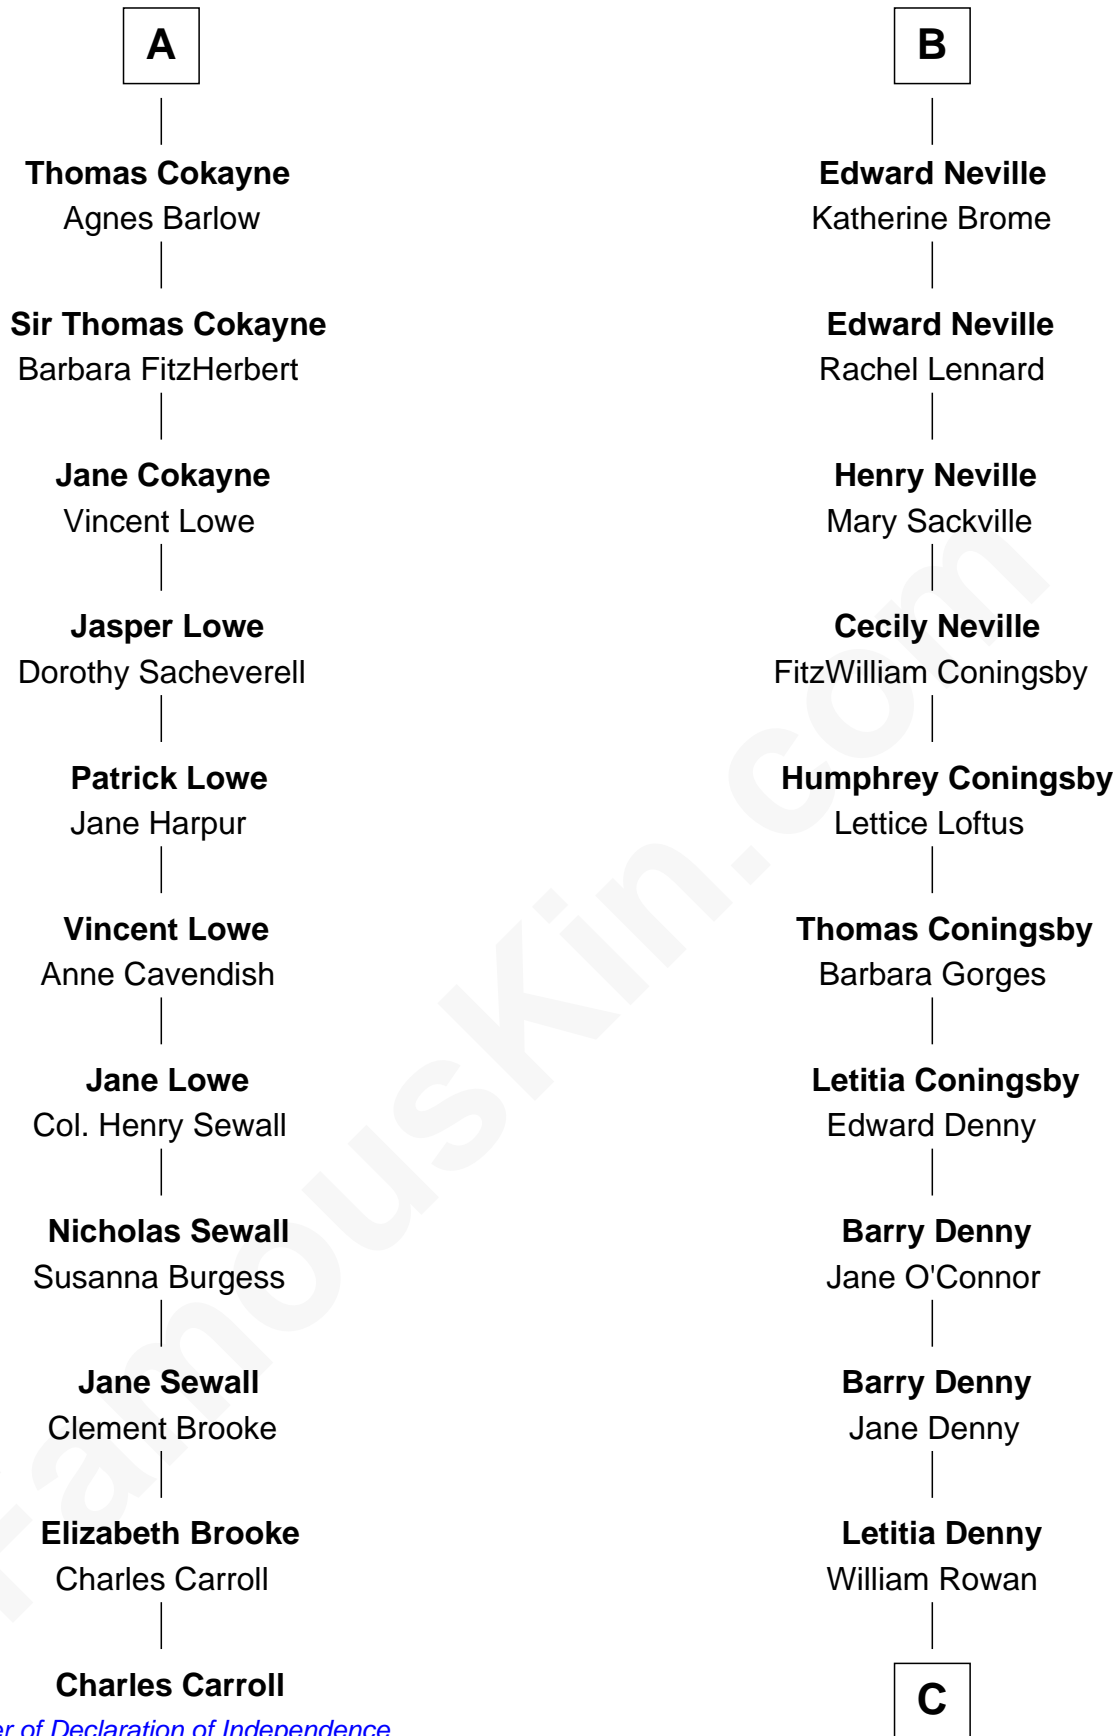 A
Thomas Cokayne
Agnes Barlow
Sir Thomas Cokayne
Barbara FitzHerbert
Jane Cokayne
Vincent Lowe
Jasper Lowe
Dorothy Sacheverell
Patrick Lowe
Jane Harpur
Vincent Lowe
Anne Cavendish
Jane Lowe
Col. Henry Sewall
Nicholas Sewall
Susanna Burgess
Jane Sewall
Clement Brooke
Elizabeth Brooke
Charles Carroll
Charles Carroll
of Declaration of Independence
B
Edward Neville
Katherine Brome
Edward Neville
Rachel Lennard
Henry Neville
Mary Sackville
Cecily Neville
FitzWilliam Coningsby
Humphrey Coningsby
Lettice Loftus
Thomas Coningsby
Barbara Gorges
Letitia Coningsby
Edward Denny
Barry Denny
Jane O'Connor
Barry Denny
Jane Denny
Letitia Denny
William Rowan
C
FamousKin.com